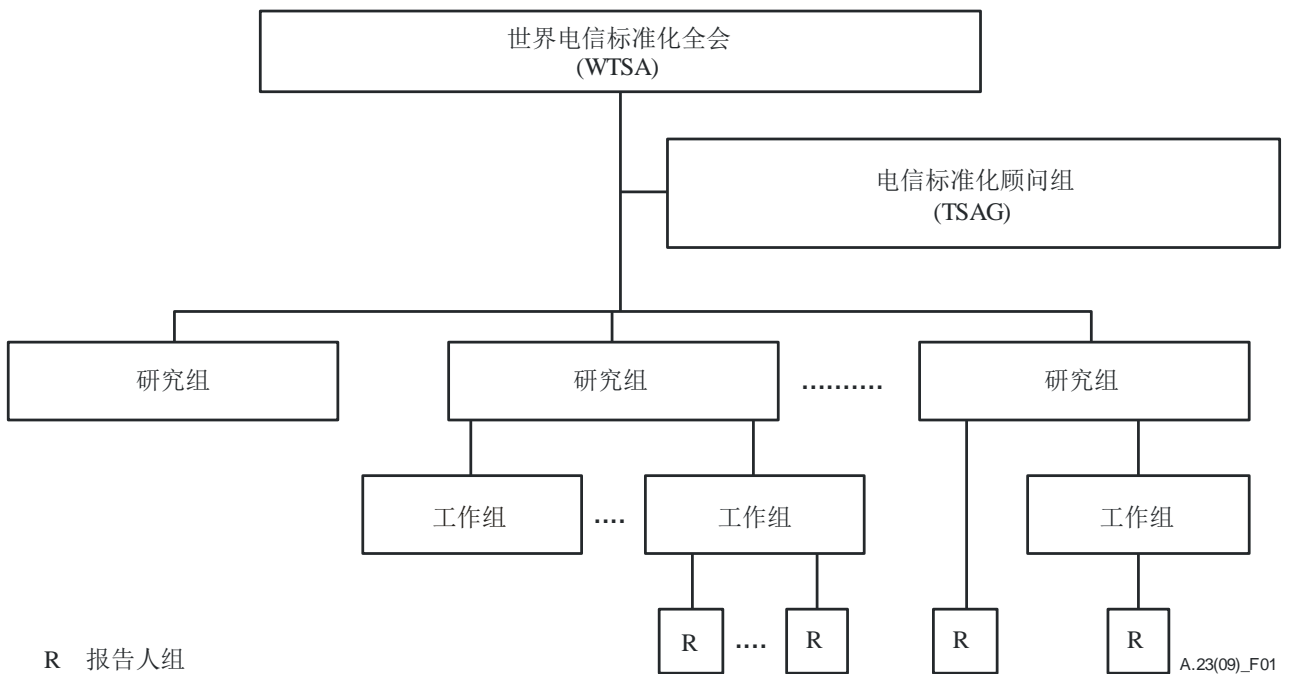 世界电信标准化全会
(WTSA)
电信标准化顾问组
(TSAG)
研究组
研究组
..........
研究组
工作组
....
工作组
工作组
R
....
R
R
R
R 报告人组
A.23(09)_F01